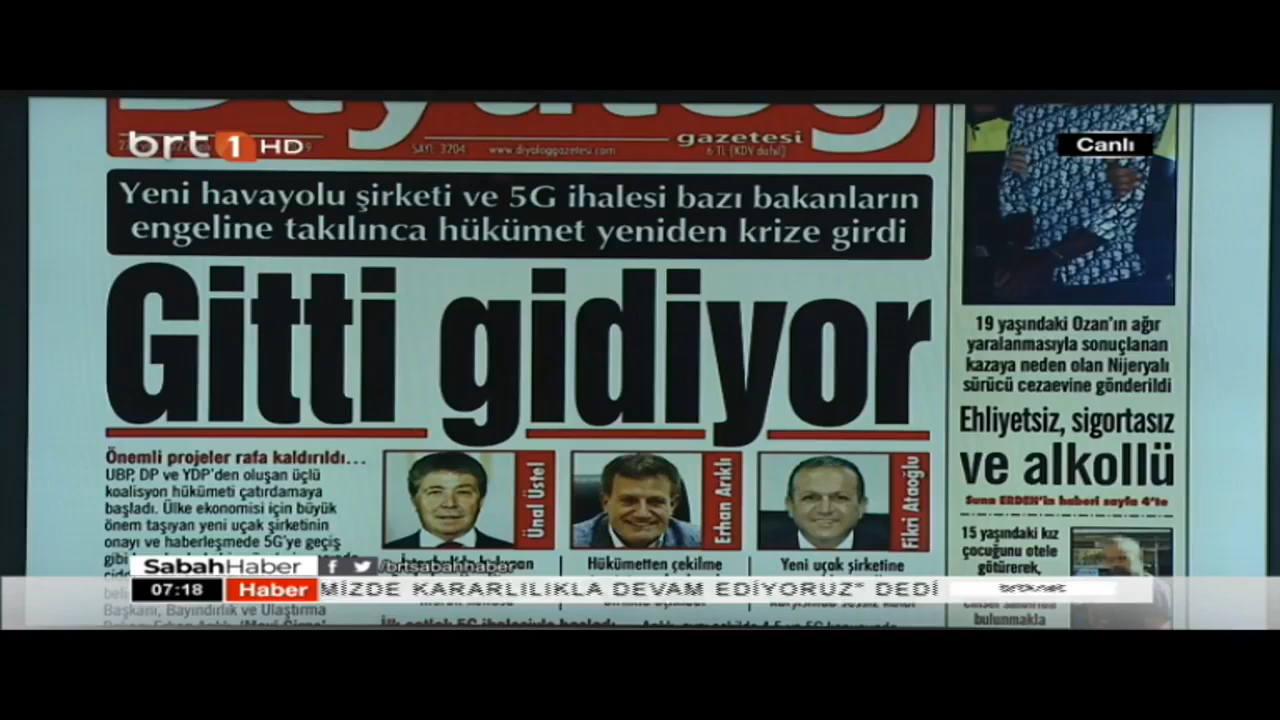 brt 1 HD
Canlı
Diyalog
gazetesi
SAYI: 3204 www.diyaloggazetesi.com 6 TL (KDV dahil)
Yeni havayolu şirketi ve 5G ihalesi bazı bakanların
engeline takılınca hükümet yeniden krize girdi
Gitti gidiyor
Önemli projeler rafa kaldırıldı...
UBP, DP ve YDP'den oluşan üçlü
koalisyon hükümeti çatırdamaya
başladı. Ülke ekonomisi için büyük
önem taşıyan yeni uçak şirketinin
onayı ve haberleşmede 5G'ye geçiş
Başkanı, Bayındırlık ve Ulaştırma
Ünal Üstel
Erhan Arıklı
Fikri Ataoğlu
Hükümetten çekilme
Yeni uçak şirketine
19 yaşındaki Ozan'ın ağır
yaralanmasıyla sonuçlanan
kazaya neden olan Nijeryalı
sürücü cezaevine gönderildi
Ehliyetsiz, sigortasız
ve alkollü
Suna ERDEN'in haberi sayfa 4'te
15 yaşındaki kız
çocuğunu otele
götürerek,
bulunmakla
SabahHaber
/brtsabahhaber
07:18 Haber
MİZDE KARARLILIKLA DEVAM EDİYORUZ" DEDİ